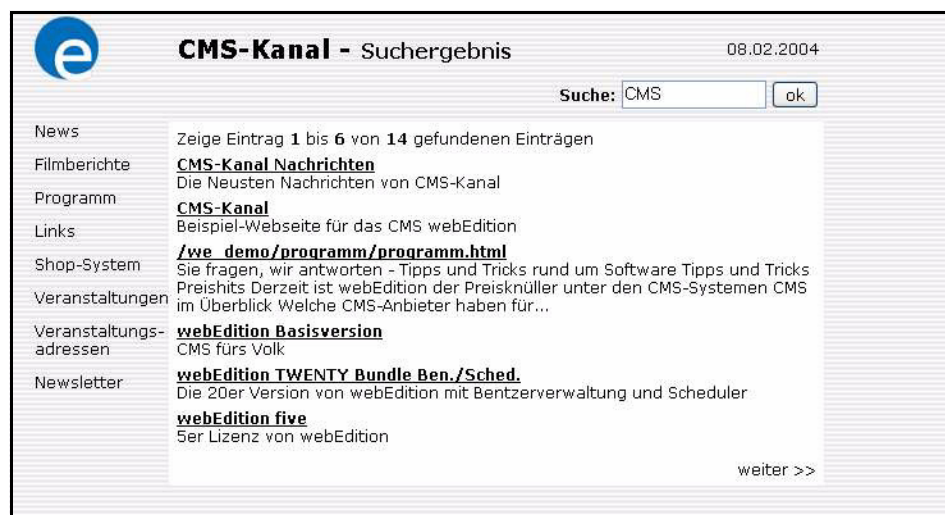 e
CMS-Kanal - Suchergebnis
08.02.2004
Suche: CMS ok
News
Filmberichte
Programm
Links
Shop-System
Veranstaltungen
Veranstaltungs-
adressen
Newsletter
Zeige Eintrag 1 bis 6 von 14 gefundenen Einträgen
CMS-Kanal Nachrichten
Die Neusten Nachrichten von CMS-Kanal
CMS-Kanal
Beispiel-Webseite für das CMS webEdition
/we_demo/programm/programm.html
Sie fragen, wir antworten - Tipps und Tricks rund um Software Tipps und Tricks
Preishits Derzeit ist webEdition der Preisknüller unter den CMS-Systemen CMS
im Überblick Welche CMS-Anbieter haben für...
webEdition Basisversion
CMS fürs Volk
webEdition TWENTY Bundle Ben./Sched.
Die 20er Version von webEdition mit Bentzerverwaltung und Scheduler
webEdition five
5er Lizenz von webEdition
weiter >>